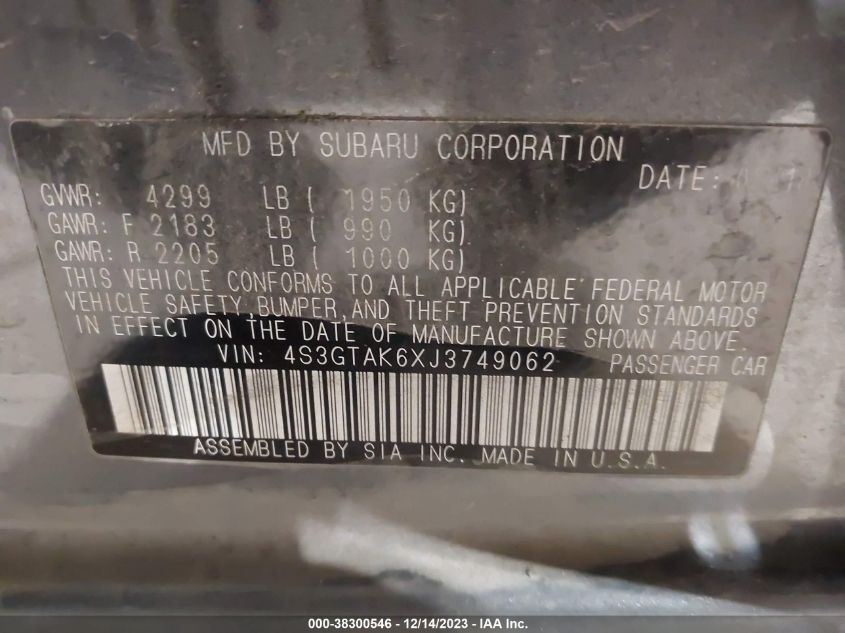 MFD BY SUBARU CORPORATION
DATE:
GVWR: 4299 LB ( 1950 KG)
GAWR: F 2183 LB ( 990 KG)
GAWR: R 2205 LB ( 1000 KG)
THIS VEHICLE CONFORMS TO ALL APPLICABLE FEDERAL MOTOR
VEHICLE SAFETY,BUMPER,AND THEFT PREVENTION STANDARDS
IN EFFECT ON THE DATE OF MANUFACTURE SHOWN ABOVE.
VIN: 4S3GTAK6XJ3749062 PASSENGER CAR
ASSEMBLED BY SIA INC. MADE IN U.S.A.
000-38300546 - 12/14/2023 - IAA Inc.